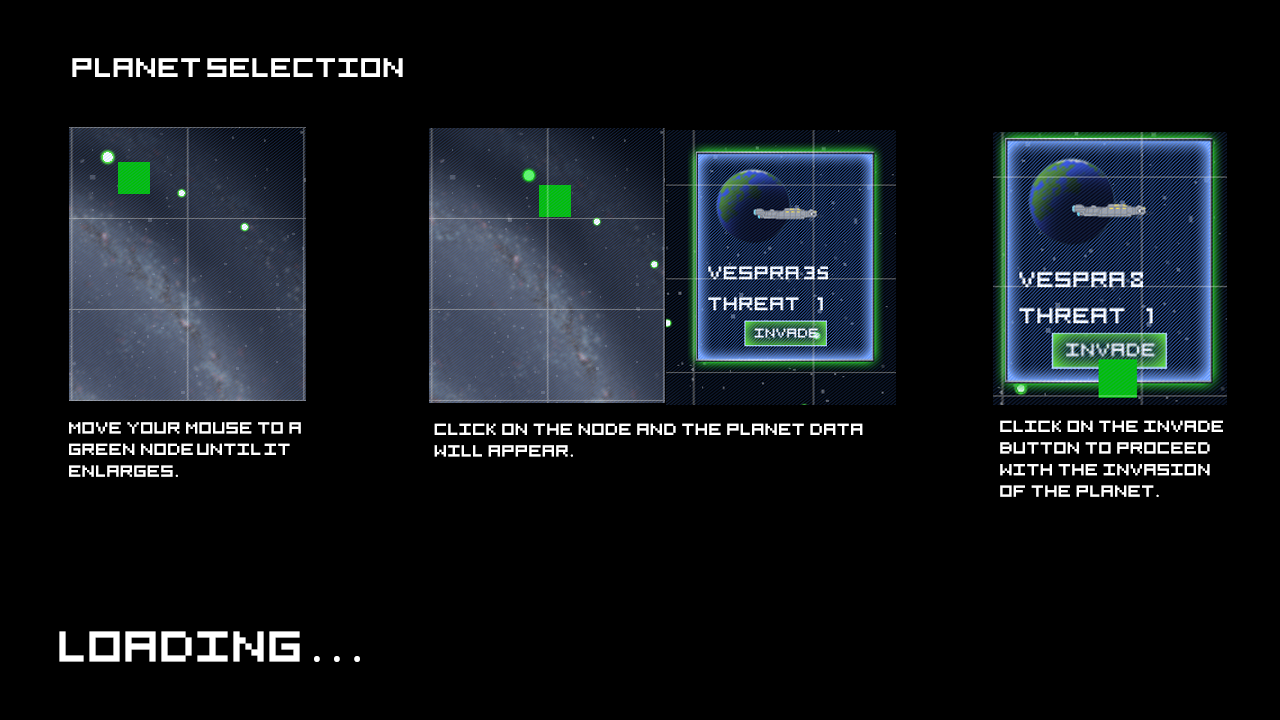 PLANET SELECTION
VESPRA 35
THREAT 1
INVADE
VESPRA 8
THREAT 1
INVADE
MOVE YOUR MOUSE TO A
GREEN NODE UNTIL IT
ENLARGES.
CLICK ON THE NODE AND THE PLANET DATA
WILL APPEAR.
CLICK ON THE INVADE
BUTTON TO PROCEED
WITH THE INVASION
OF THE PLANET.
LOADING...